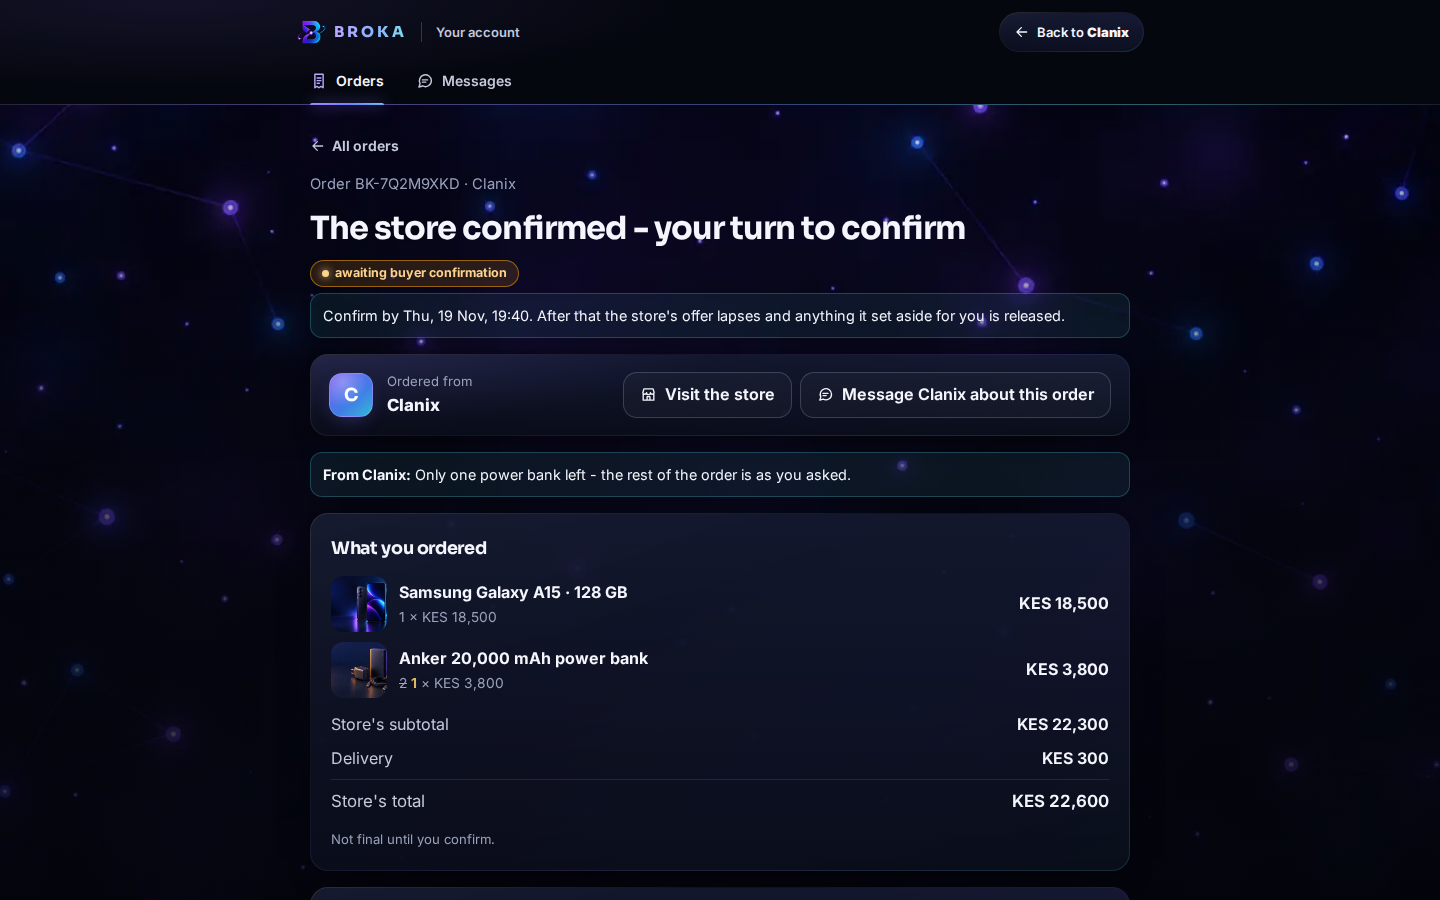 BROKA
Your account
Back to Clanix
Orders
Messages
All orders
Order BK-7Q2M9XKD · Clanix
The store confirmed - your turn to confirm
awaiting buyer confirmation
Confirm by Thu, 19 Nov, 19:40. After that the store's offer lapses and anything it set aside for you is released.
C
Ordered from
Clanix
Visit the store
Message Clanix about this order
From Clanix: Only one power bank left - the rest of the order is as you asked.
What you ordered
Samsung Galaxy A15 · 128 GB
1 × KES 18,500
KES 18,500
Anker 20,000 mAh power bank
2 1 × KES 3,800
KES 3,800
Store's subtotal
KES 22,300
Delivery
KES 300
Store's total
KES 22,600
Not final until you confirm.